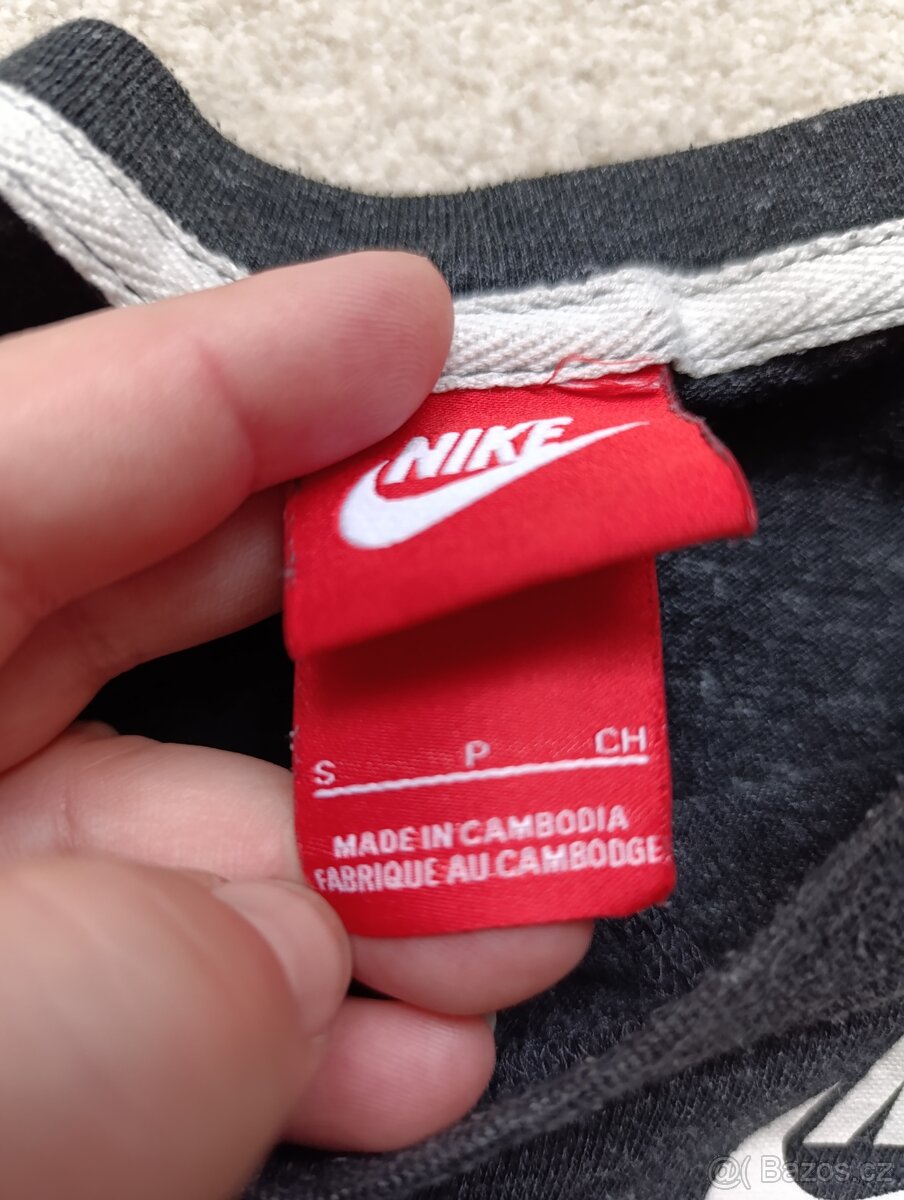 NIKE
S P CH
MADE IN CAMBODIA
FABRIQUE AU CAMBODGE
@( Bazos.cz